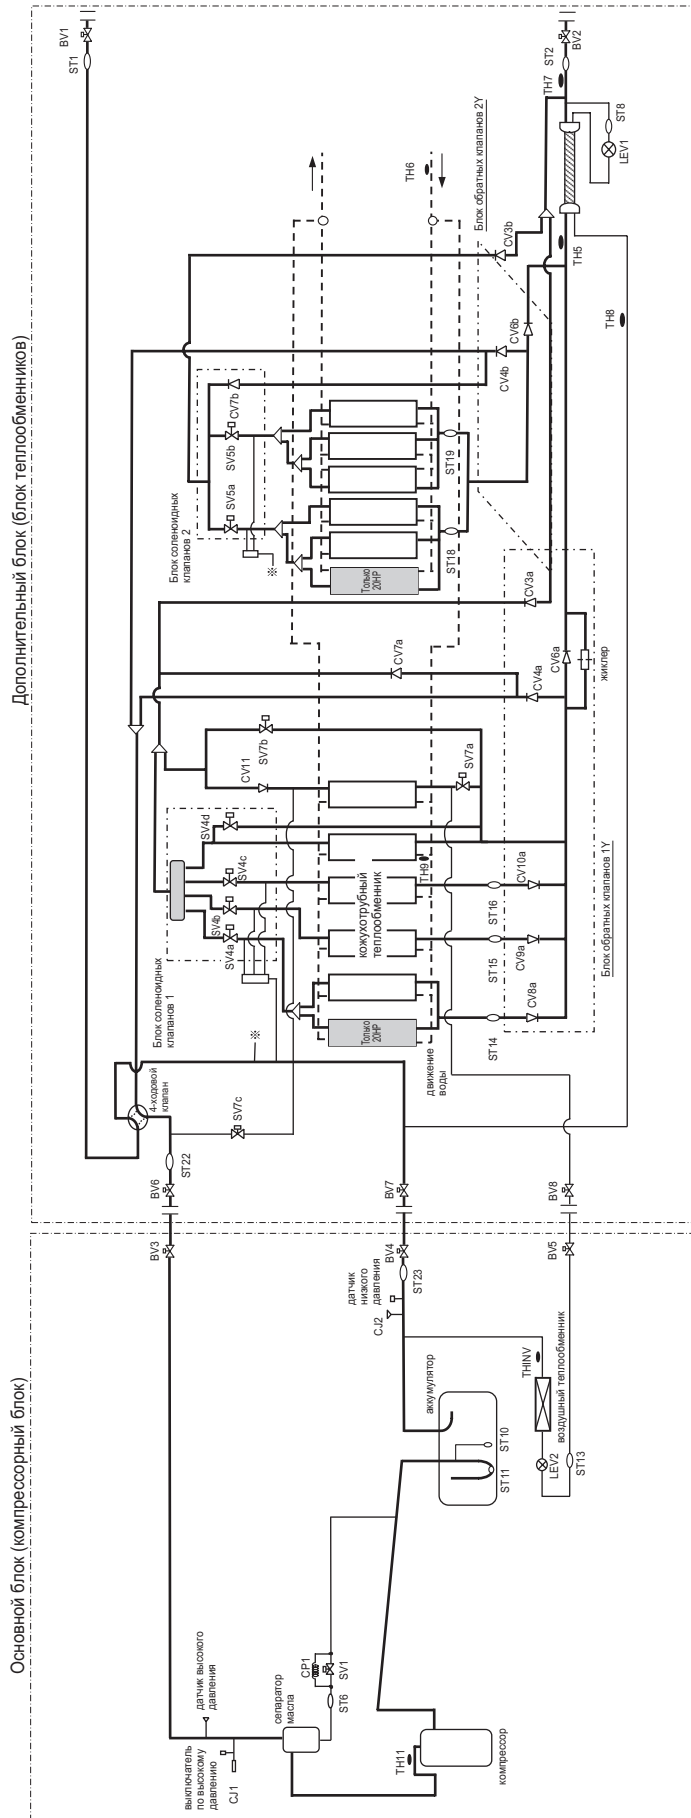 Дополнительный блок (блок теплообменников)
BV1
ST1
BV2
ST2
TH7
ST8
LEV1
TH6
TH5
TH8
Блок обратных клапанов 2Y
CV3b
CV6b
CV4b
CV7b
SV5b
SV5a
Блок соленоидных
клапанов 2
※
ST19
ST18
Только
20HP
CV3a
CV7a
CV6a
CV4a
жиклер
SV7b
CV11
SV7a
SV4d
SV4c
SV4b
SV4a
Блок соленоидных
клапанов 1
TH9
кожухотрубный
теплообменник
ST16
CV10a
ST15
CV9a
ST14
CV8a
Блок обратных клапанов 1Y
Только
20HP
движение
воды
※
4-ходовой
клапан
SV7c
ST22
BV6
BV7
BV8
Основной блок (компрессорный блок)
BV3
BV4
BV5
ST23
датчик
низкого
давления
CJ2
THINV
воздушный теплообменник
аккумулятор
ST10
ST11
LEV2
ST13
датчик высокого
давления
выключатель
по высокому
давлению
CJ1
сепаратор
масла
CP1
SV1
ST6
TH11
компрессор